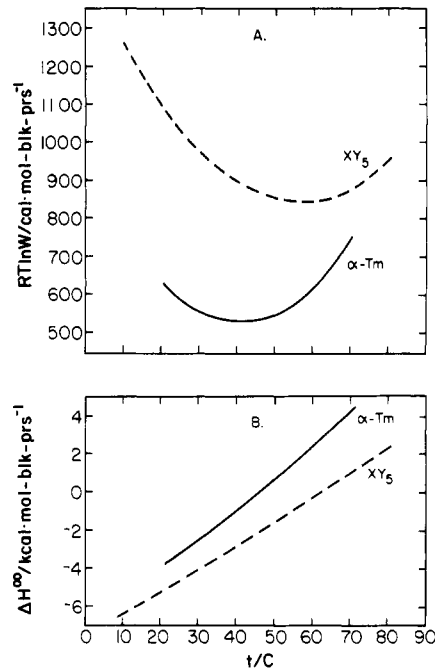 A.
1300
1200
1100
1000
900
800
700
600
500
RTlnW/cal·mol-blk-prs⁻¹
XY₅
α-Tm
B.
4
2
0
-2
-4
-6
ΔH^∞/kcal·mol-blk-prs⁻¹
α-Tm
XY₅
0 10 20 30 40 50 60 70 80 90
t/C